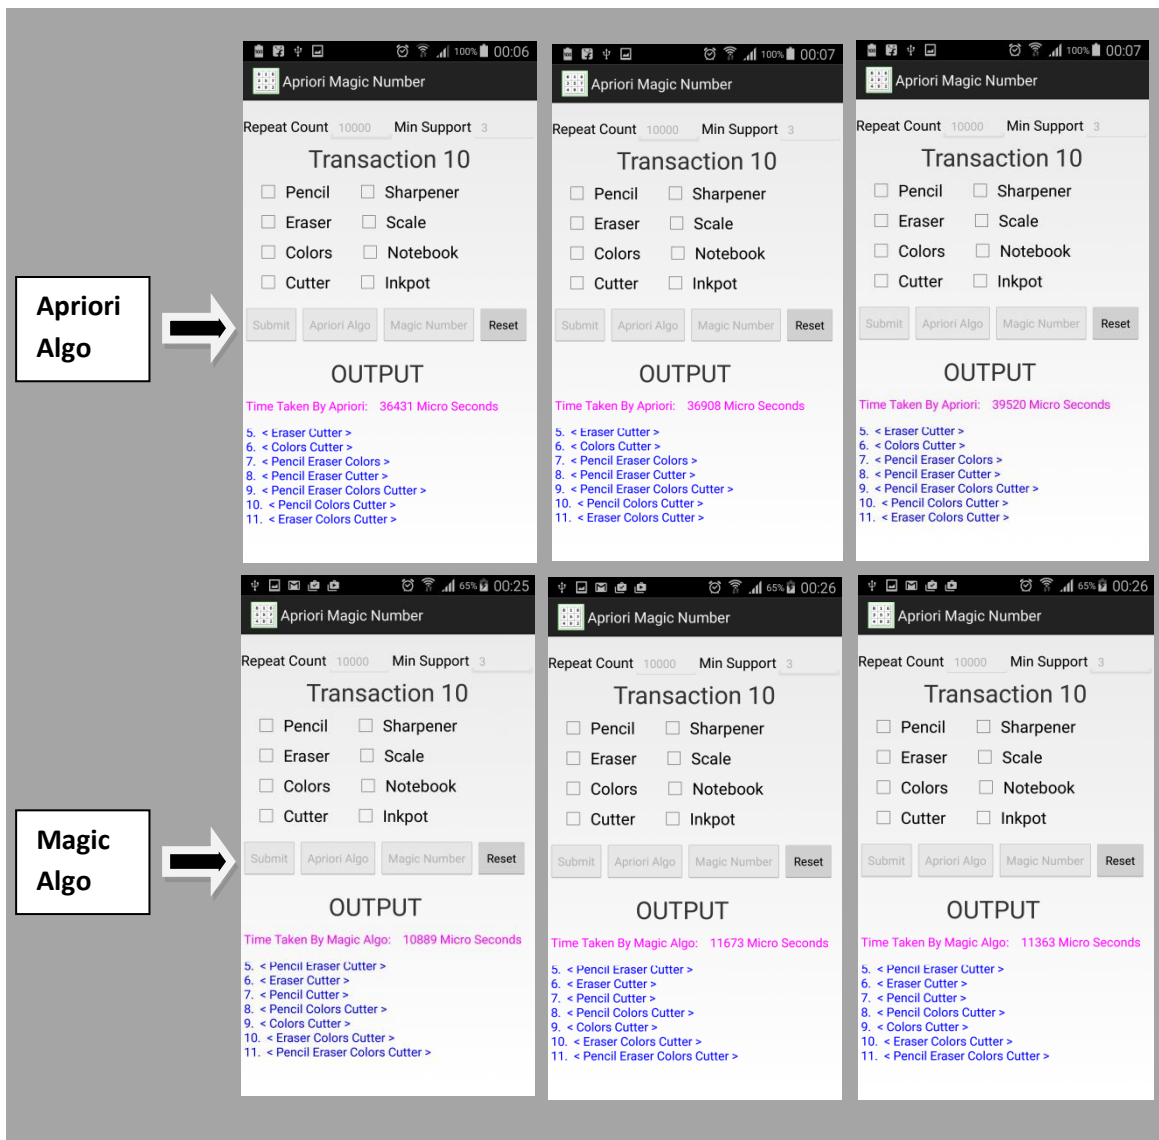 Apriori
Algo
100% 00:06
Apriori Magic Number
Repeat Count 10000 Min Support 3
Transaction 10
Pencil Sharpener
Eraser Scale
Colors Notebook
Cutter Inkpot
Submit Apriori Algo Magic Number Reset
OUTPUT
Time Taken By Apriori: 36431 Micro Seconds
5. < Eraser Cutter >
6. < Colors Cutter >
7. < Pencil Eraser Colors >
8. < Pencil Eraser Cutter >
9. < Pencil Eraser Colors Cutter >
10. < Pencil Colors Cutter >
11. < Eraser Colors Cutter >
100% 00:07
Apriori Magic Number
Repeat Count 10000 Min Support 3
Transaction 10
Pencil Sharpener
Eraser Scale
Colors Notebook
Cutter Inkpot
Submit Apriori Algo Magic Number Reset
OUTPUT
Time Taken By Apriori: 36908 Micro Seconds
5. < Eraser Cutter >
6. < Colors Cutter >
7. < Pencil Eraser Colors >
8. < Pencil Eraser Cutter >
9. < Pencil Eraser Colors Cutter >
10. < Pencil Colors Cutter >
11. < Eraser Colors Cutter >
100% 00:07
Apriori Magic Number
Repeat Count 10000 Min Support 3
Transaction 10
Pencil Sharpener
Eraser Scale
Colors Notebook
Cutter Inkpot
Submit Apriori Algo Magic Number Reset
OUTPUT
Time Taken By Apriori: 39520 Micro Seconds
5. < Eraser Cutter >
6. < Colors Cutter >
7. < Pencil Eraser Colors >
8. < Pencil Eraser Cutter >
9. < Pencil Eraser Colors Cutter >
10. < Pencil Colors Cutter >
11. < Eraser Colors Cutter >
Magic
Algo
65% 00:25
Apriori Magic Number
Repeat Count 10000 Min Support 3
Transaction 10
Pencil Sharpener
Eraser Scale
Colors Notebook
Cutter Inkpot
Submit Apriori Algo Magic Number Reset
OUTPUT
Time Taken By Magic Algo: 10889 Micro Seconds
5. < Pencil Eraser Cutter >
6. < Eraser Cutter >
7. < Pencil Cutter >
8. < Pencil Colors Cutter >
9. < Colors Cutter >
10. < Eraser Colors Cutter >
11. < Pencil Eraser Colors Cutter >
65% 00:26
Apriori Magic Number
Repeat Count 10000 Min Support 3
Transaction 10
Pencil Sharpener
Eraser Scale
Colors Notebook
Cutter Inkpot
Submit Apriori Algo Magic Number Reset
OUTPUT
Time Taken By Magic Algo: 11673 Micro Seconds
5. < Pencil Eraser Cutter >
6. < Eraser Cutter >
7. < Pencil Cutter >
8. < Pencil Colors Cutter >
9. < Colors Cutter >
10. < Eraser Colors Cutter >
11. < Pencil Eraser Colors Cutter >
65% 00:26
Apriori Magic Number
Repeat Count 10000 Min Support 3
Transaction 10
Pencil Sharpener
Eraser Scale
Colors Notebook
Cutter Inkpot
Submit Apriori Algo Magic Number Reset
OUTPUT
Time Taken By Magic Algo: 11363 Micro Seconds
5. < Pencil Eraser Cutter >
6. < Eraser Cutter >
7. < Pencil Cutter >
8. < Pencil Colors Cutter >
9. < Colors Cutter >
10. < Eraser Colors Cutter >
11. < Pencil Eraser Colors Cutter >